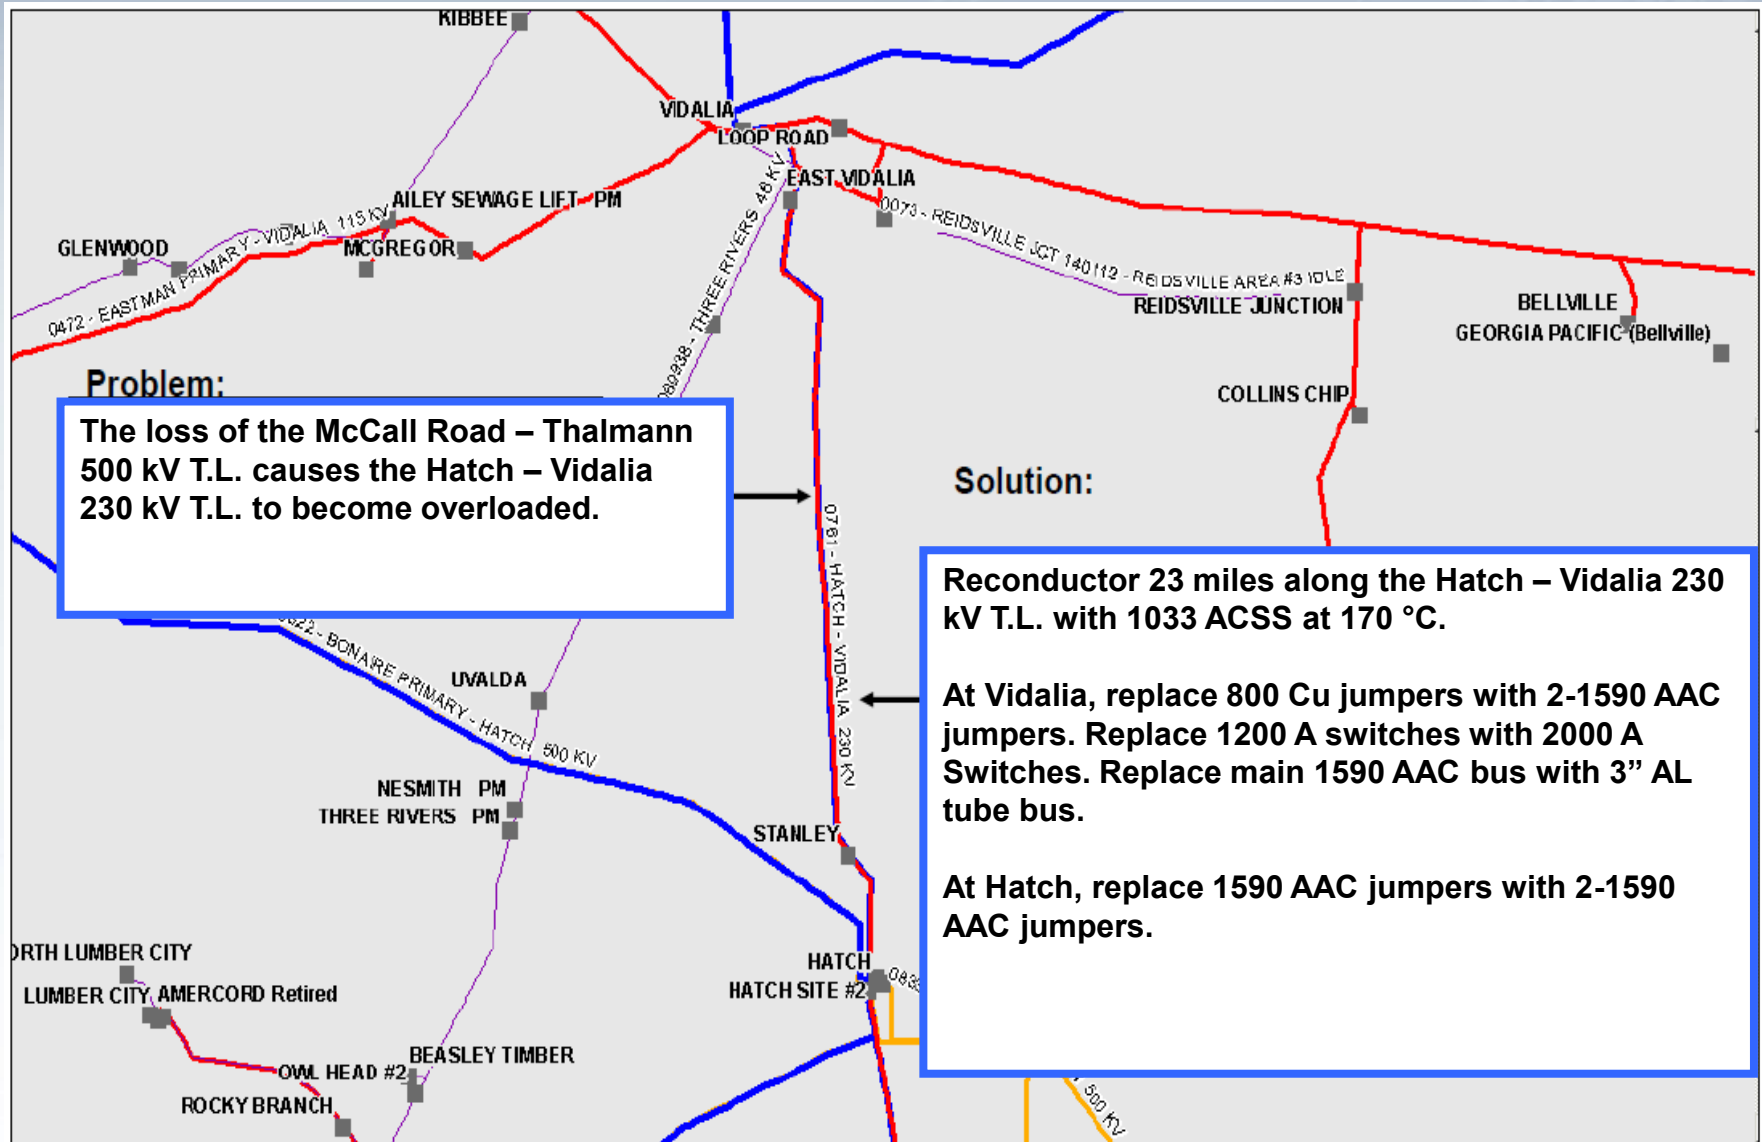 KIBBEE
VIDALIA
LOOP ROAD
EAST VIDALIA
AILEY SEWAGE LIFT PM
0073 - REIDSVILLE JCT 140112 - REIDSVILLE AREA #3 IDLE
GLENWOOD
MCGREGOR
0472 - EASTMAN PRIMARY - VIDALIA 115 KV
THREE RIVERS 46 KV
REIDSVILLE JUNCTION
BELLVILLE
GEORGIA PACIFIC (Bellville)
COLLINS CHIP
Problem:
The loss of the McCall Road – Thalmann
500 kV T.L. causes the Hatch – Vidalia
230 kV T.L. to become overloaded.
Solution:
0761 - HATCH - VIDALIA 230 KV
Reconductor 23 miles along the Hatch – Vidalia 230
kV T.L. with 1033 ACSS at 170 °C.
At Vidalia, replace 800 Cu jumpers with 2-1590 AAC
jumpers. Replace 1200 A switches with 2000 A
Switches. Replace main 1590 AAC bus with 3” AL
tube bus.
At Hatch, replace 1590 AAC jumpers with 2-1590
AAC jumpers.
BONAIRE PRIMARY - HATCH 500 KV
UVALDA
NESMITH PM
THREE RIVERS PM
STANLEY
HATCH
HATCH SITE #2
ORTH LUMBER CITY
LUMBER CITY
AMERCORD Retired
BEASLEY TIMBER
OWL HEAD #2
ROCKY BRANCH
500 KV